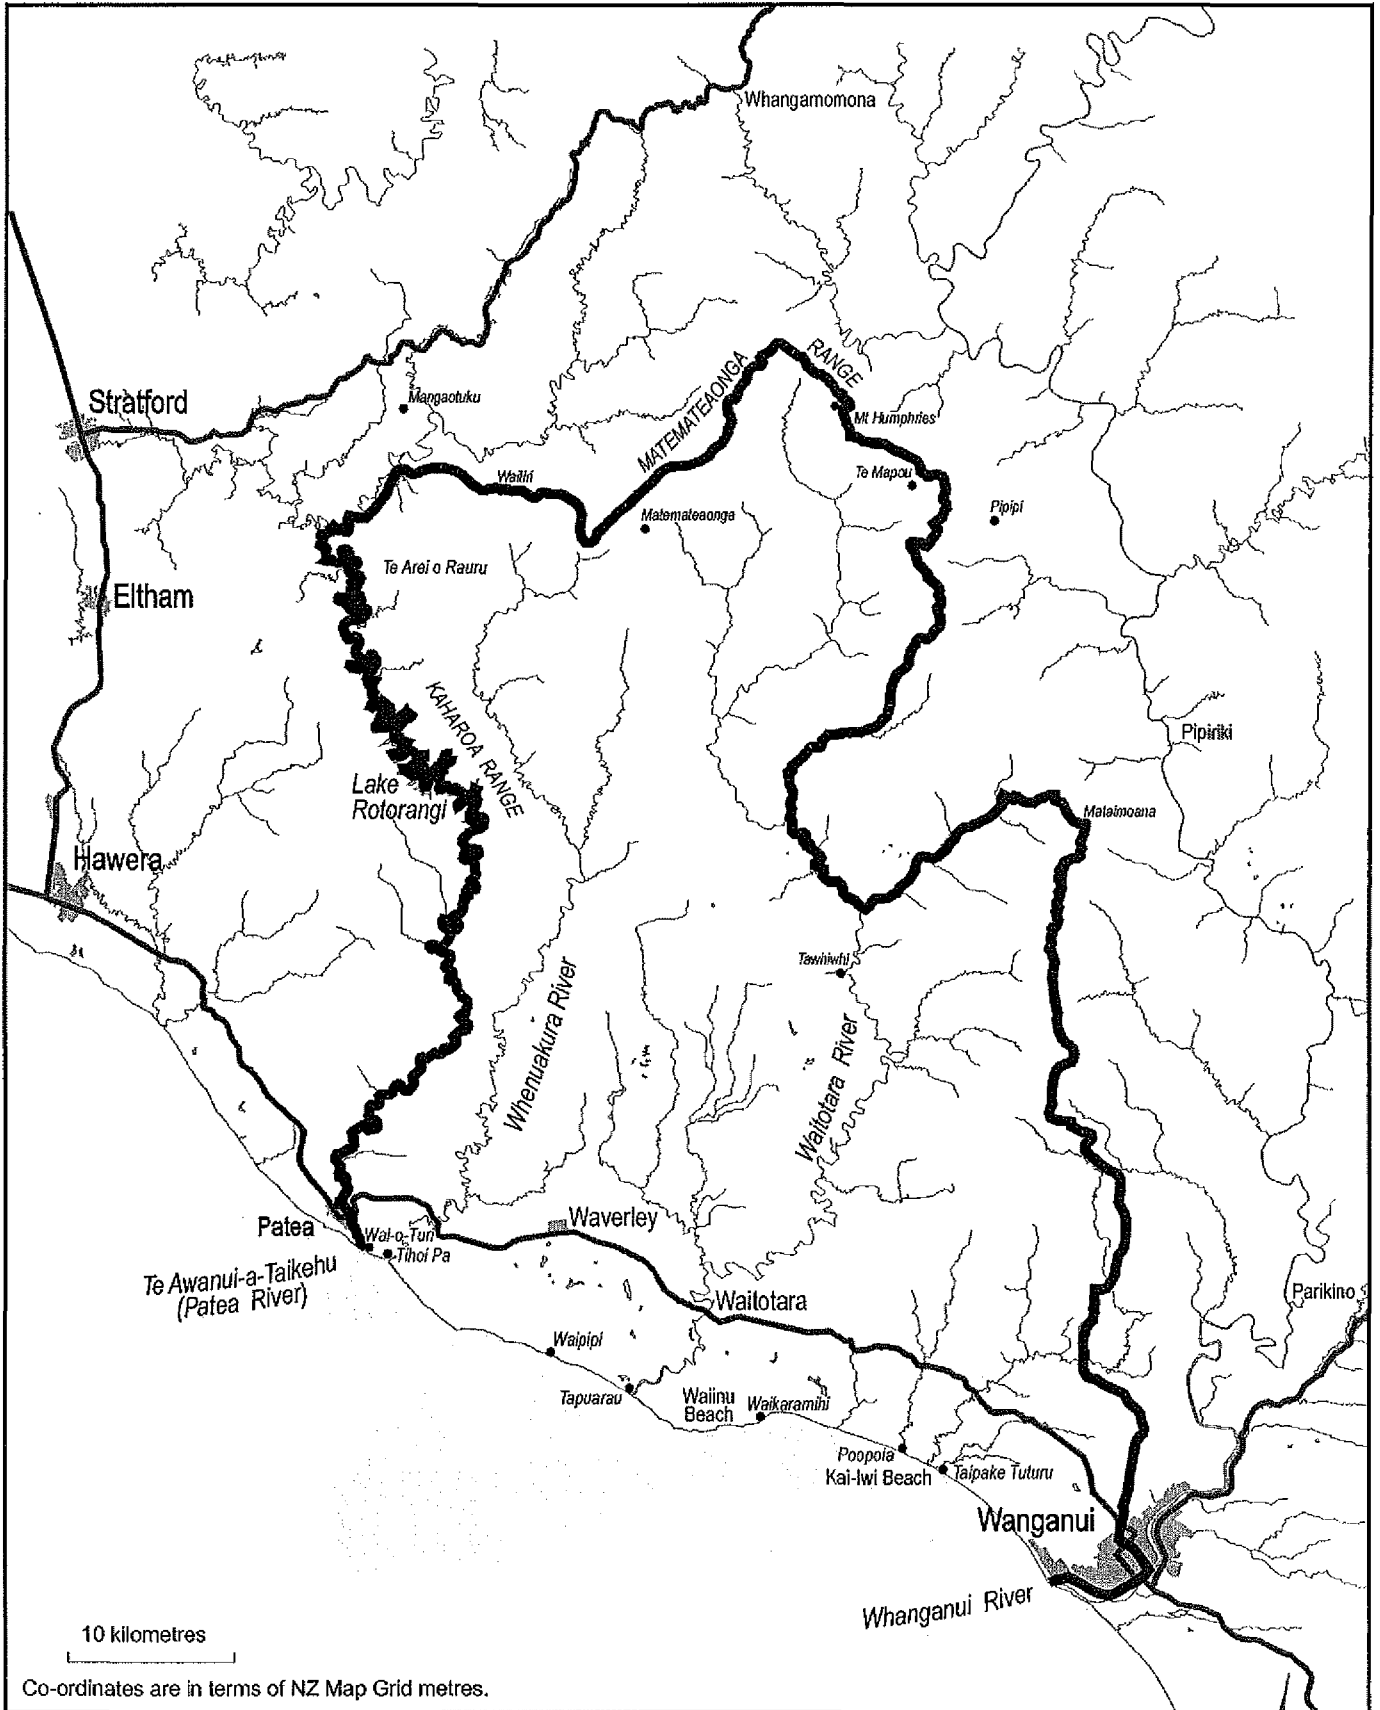 Whangamomona
Stratford
Mangaotuku
MATEMATEAONGA
RANGE
Mt Humphries
Wailiri
Te Mapou
Matemateaonga
Pipipi
Te Arei o Rauru
Eltham
KAHAROA RANGE
Pipiriki
Lake
Rotorangi
Mataimoana
Hawera
Tawhiwhi
Whenuakura River
Waitotara River
Patea
Wai-o-Turi
Tihoi Pa
Waverley
Te Awanui-a-Taikehu
(Patea River)
Waitotara
Parikino
Waipipi
Tapuarau
Waiinu
Beach
Waikaramihi
Poopoia
Kai-Iwi Beach
Taipake Tuturu
Wanganui
Whanganui River
10 kilometres
Co-ordinates are in terms of NZ Map Grid metres.